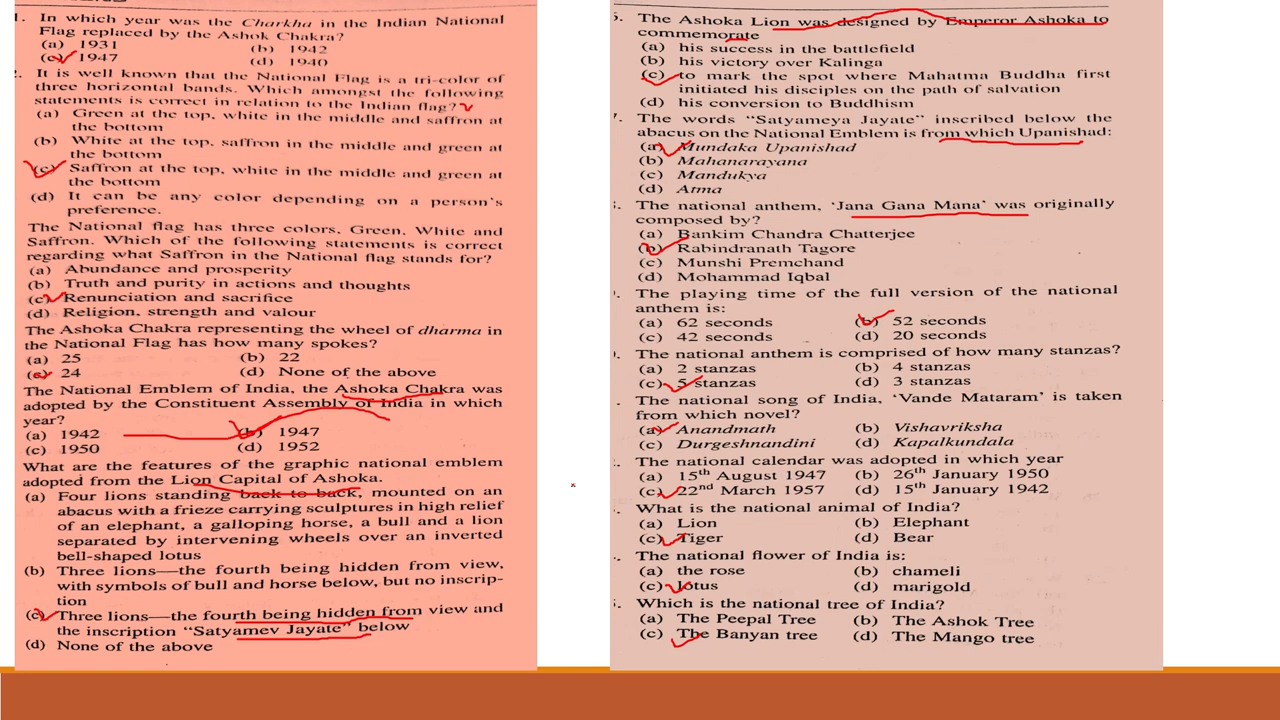 1. In which year was the Charkha in the Indian National
Flag replaced by the Ashok Chakra?
(a) 1931 (b) 1942
(c) 1947 (d) 1940
2. It is well known that the National Flag is a tri-color of
three horizontal bands. Which amongst the following
statements is correct in relation to the Indian flag?
(a) Green at the top, white in the middle and saffron at
the bottom
(b) White at the top, saffron in the middle and green at
the bottom
(c) Saffron at the top, white in the middle and green at
the bottom
(d) It can be any color depending on a person's
preference.
The National flag has three colors, Green, White and
Saffron. Which of the following statements is correct
regarding what Saffron in the National flag stands for?
(a) Abundance and prosperity
(b) Truth and purity in actions and thoughts
(c) Renunciation and sacrifice
(d) Religion, strength and valour
The Ashoka Chakra representing the wheel of dharma in
the National Flag has how many spokes?
(a) 25 (b) 22
(c) 24 (d) None of the above
The National Emblem of India, the Ashoka Chakra was
adopted by the Constituent Assembly of India in which
year?
(a) 1942 (b) 1947
(c) 1950 (d) 1952
What are the features of the graphic national emblem
adopted from the Lion Capital of Ashoka.
(a) Four lions standing back to back, mounted on an
abacus with a frieze carrying sculptures in high relief
of an elephant, a galloping horse, a bull and a lion
separated by intervening wheels over an inverted
bell-shaped lotus
(b) Three lions—the fourth being hidden from view,
with symbols of bull and horse below, but no inscrip-
tion
(c) Three lions—the fourth being hidden from view and
the inscription "Satyamev Jayate" below
(d) None of the above
The Ashoka Lion was designed by Emperor Ashoka to
commemorate
(a) his success in the battlefield
(b) his victory over Kalinga
(c) to mark the spot where Mahatma Buddha first
initiated his disciples on the path of salvation
(d) his conversion to Buddhism
The words "Satyameya Jayate" inscribed below the
abacus on the National Emblem is from which Upanishad:
(a) Mundaka Upanishad
(b) Mahanarayana
(c) Mandukya
(d) Atma
The national anthem, 'Jana Gana Mana' was originally
composed by?
(a) Bankim Chandra Chatterjee
(b) Rabindranath Tagore
(c) Munshi Premchand
(d) Mohammad Iqbal
The playing time of the full version of the national
anthem is:
(a) 62 seconds (b) 52 seconds
(c) 42 seconds (d) 20 seconds
The national anthem is comprised of how many stanzas?
(a) 2 stanzas (b) 4 stanzas
(c) 5 stanzas (d) 3 stanzas
The national song of India, 'Vande Mataram' is taken
from which novel?
(a) Anandmath (b) Vishavriksha
(c) Durgeshnandini (d) Kapalkundala
The national calendar was adopted in which year
(a) 15th August 1947 (b) 26th January 1950
(c) 22nd March 1957 (d) 15th January 1942
What is the national animal of India?
(a) Lion (b) Elephant
(c) Tiger (d) Bear
The national flower of India is:
(a) the rose (b) chameli
(c) lotus (d) marigold
Which is the national tree of India?
(a) The Peepal Tree (b) The Ashok Tree
(c) The Banyan tree (d) The Mango tree